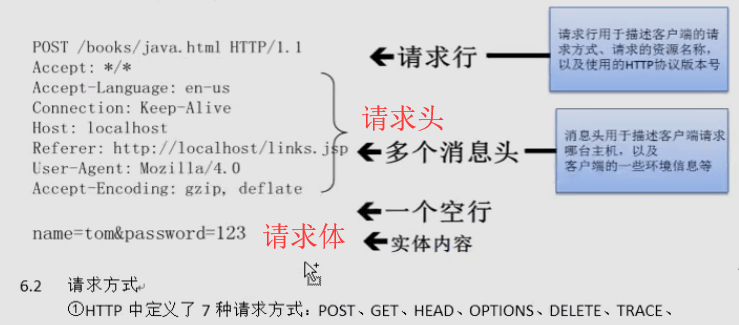 POST /books/java.html HTTP/1.1
Accept: */*
Accept-Language: en-us
Connection: Keep-Alive
Host: localhost
Referer: http://localhost/links.jsp
User-Agent: Mozilla/4.0
Accept-Encoding: gzip, deflate
name=tom&password=123
请求行
请求头
多个消息头
一个空行
请求体
实体内容
请求行用于描述客户端的请
求方式、请求的资源名称，
以及使用的HTTP协议版本号
消息头用于描述客户端请求
哪台主机，以及
客户端的一些环境信息等
6.2 请求方式
①HTTP 中定义了 7 种请求方式：POST、GET、HEAD、OPTIONS、DELETE、TRACE、